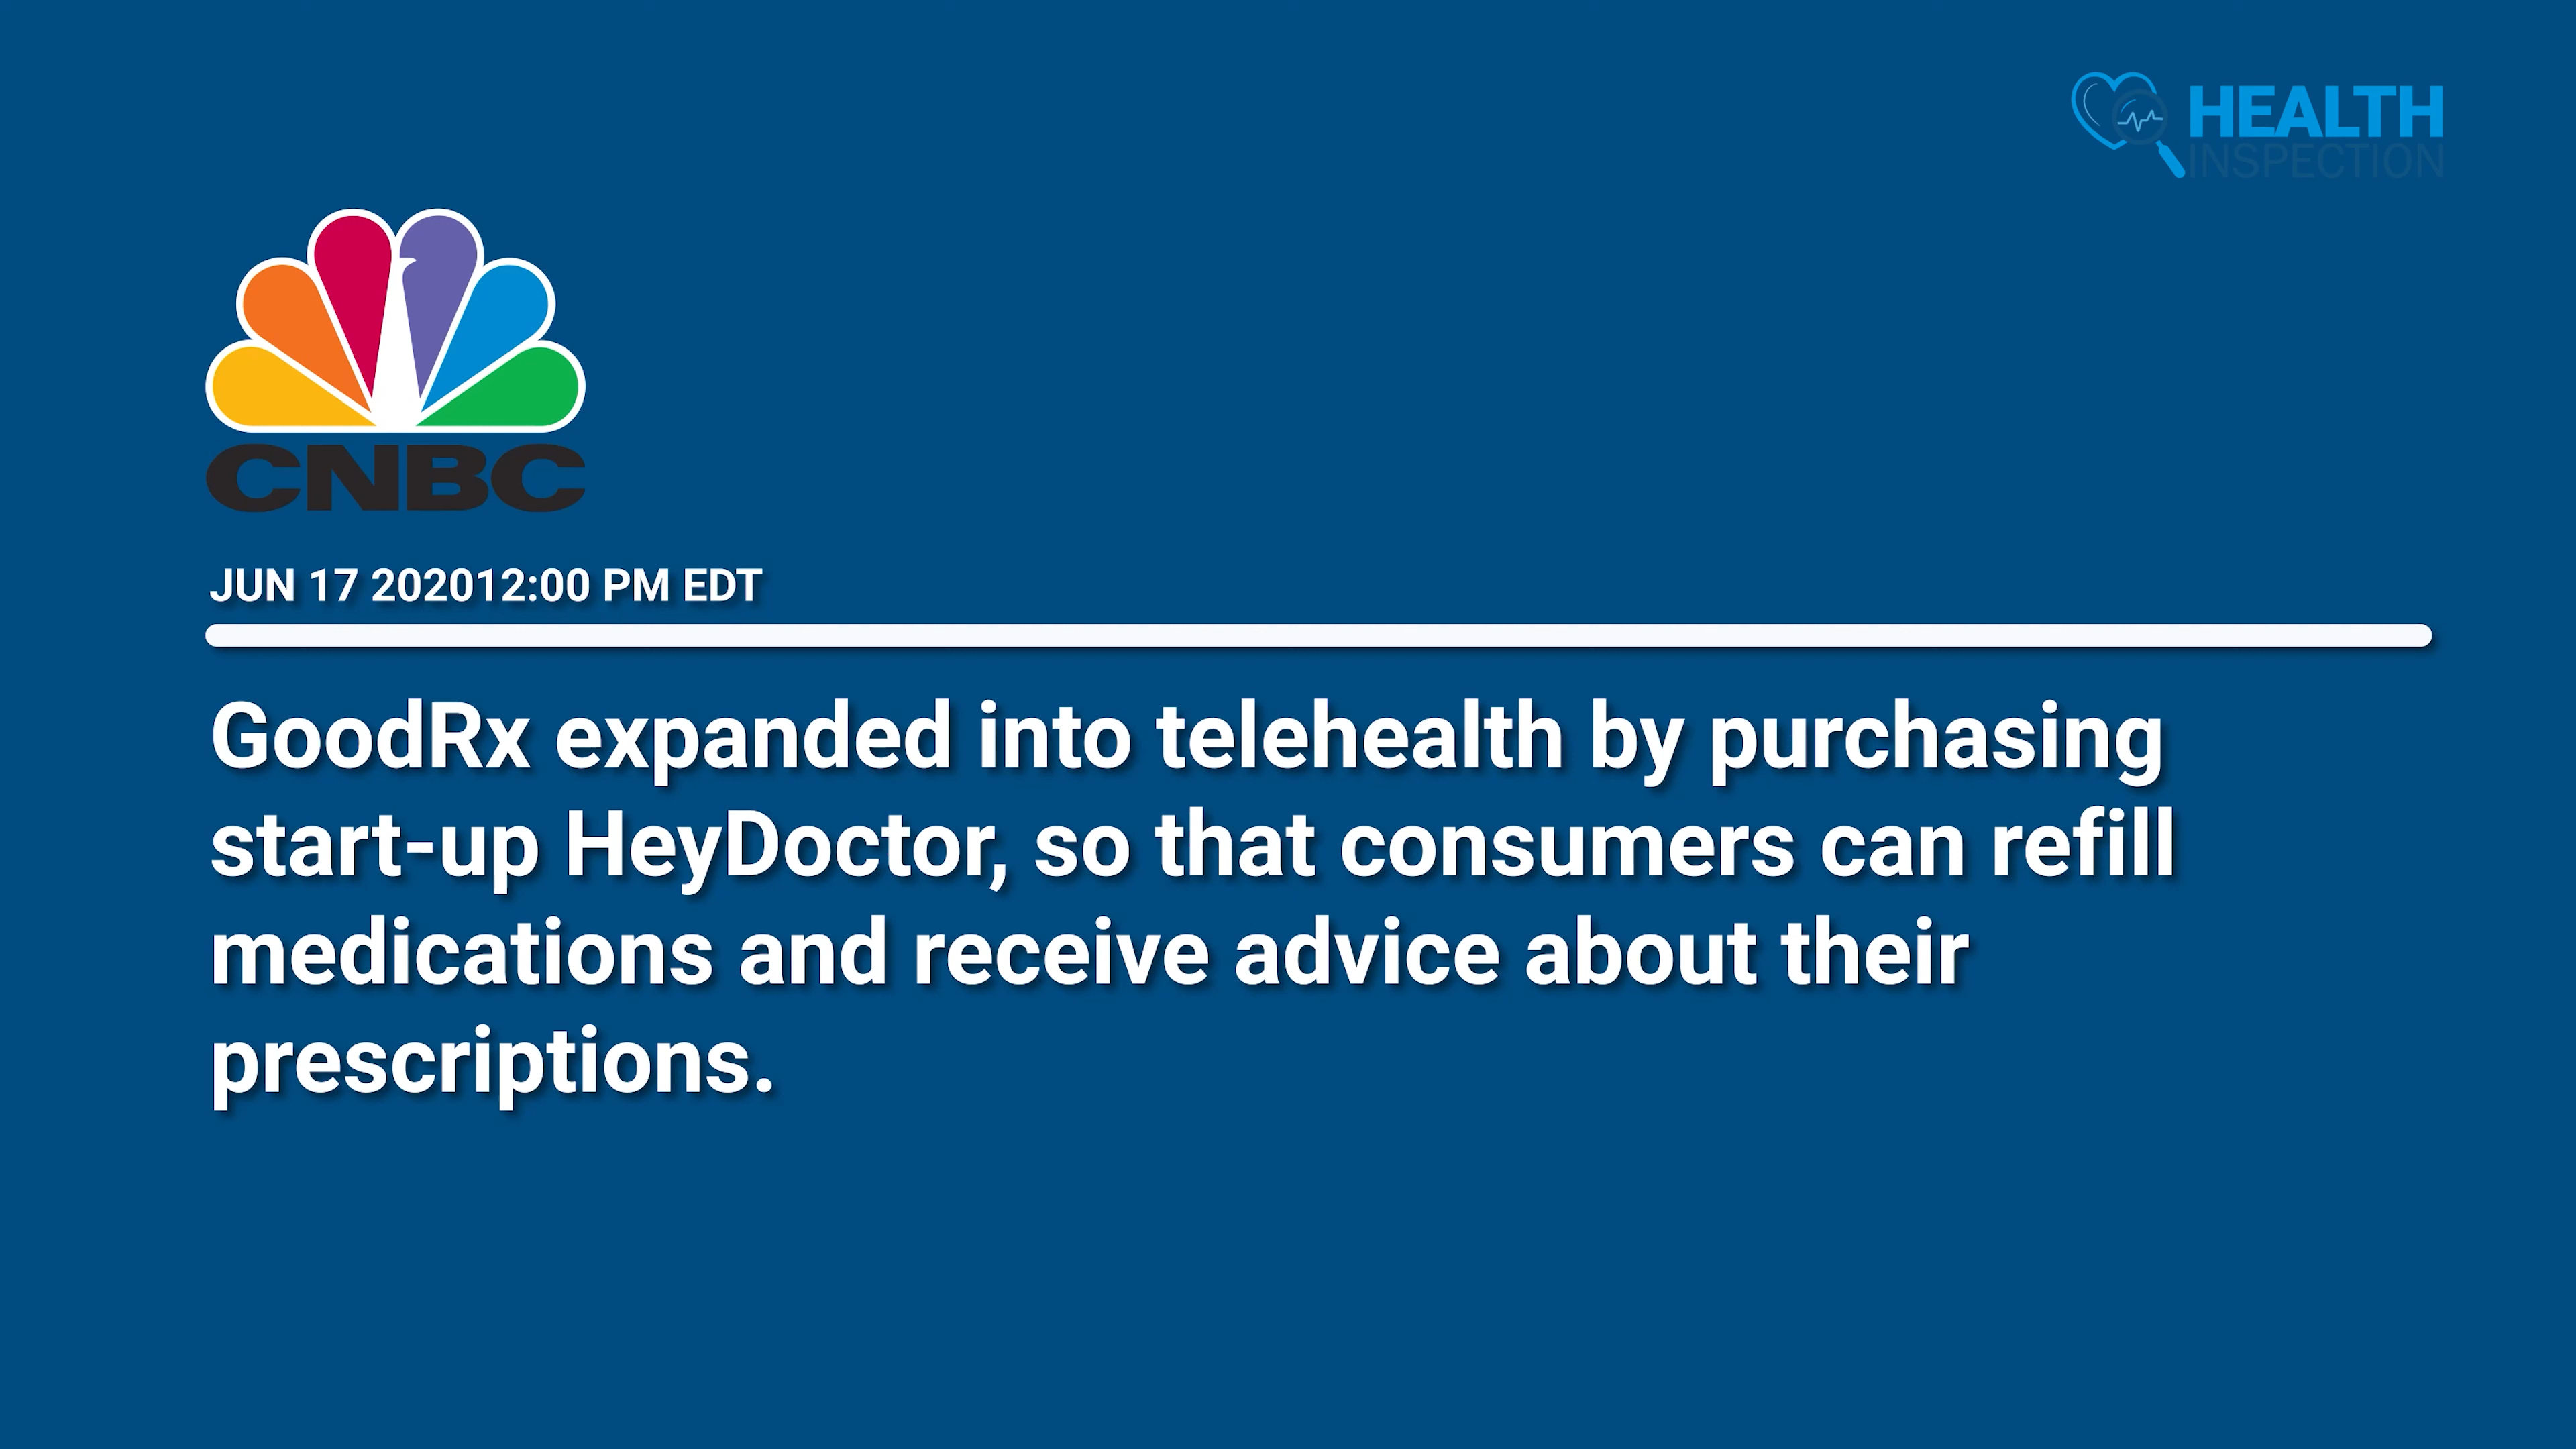 HEALTH
INSPECTION
CNBC
JUN 17 202012:00 PM EDT
GoodRx expanded into telehealth by purchasing
start-up HeyDoctor, so that consumers can refill
medications and receive advice about their
prescriptions.